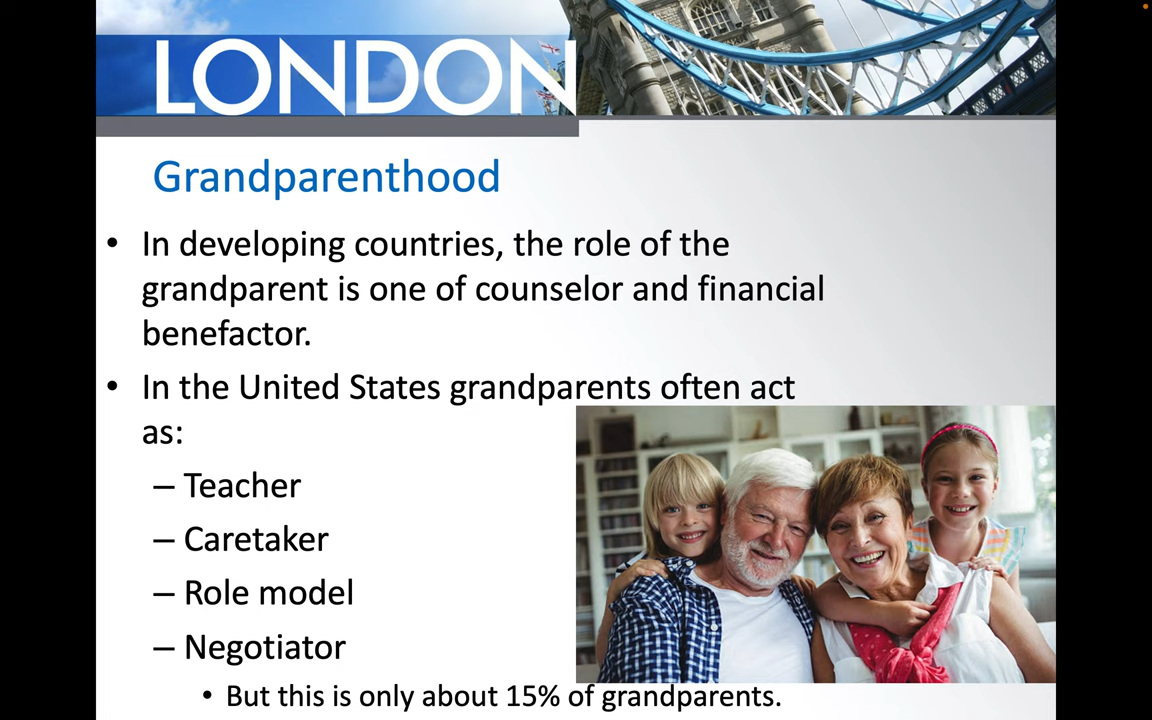 LONDON
Grandparenthood
• In developing countries, the role of the
grandparent is one of counselor and financial
benefactor.
• In the United States grandparents often act
as:
– Teacher
– Caretaker
– Role model
– Negotiator
• But this is only about 15% of grandparents.